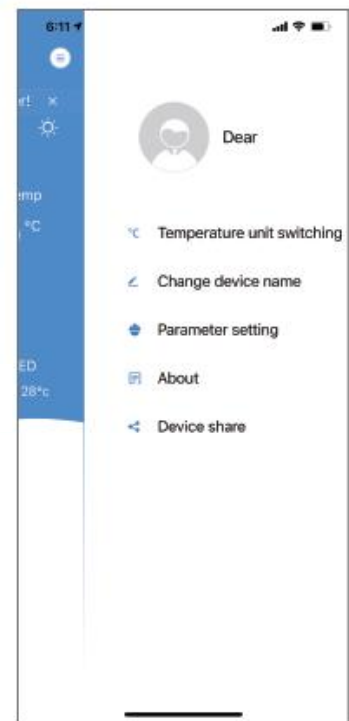 6:11
r! ×
emp
°C
ED
28°c
Dear
°C Temperature unit switching
Change device name
Parameter setting
About
Device share